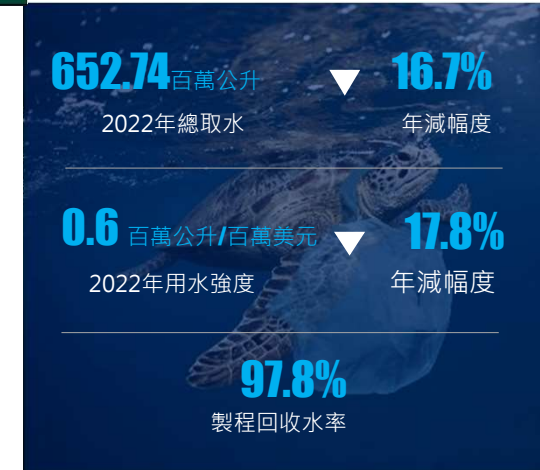 652.74百萬公升 ▼ 16.7%
2022年總取水 年減幅度
0.6 百萬公升/百萬美元 ▼ 17.8%
2022年用水強度 年減幅度
97.8%
製程回收水率